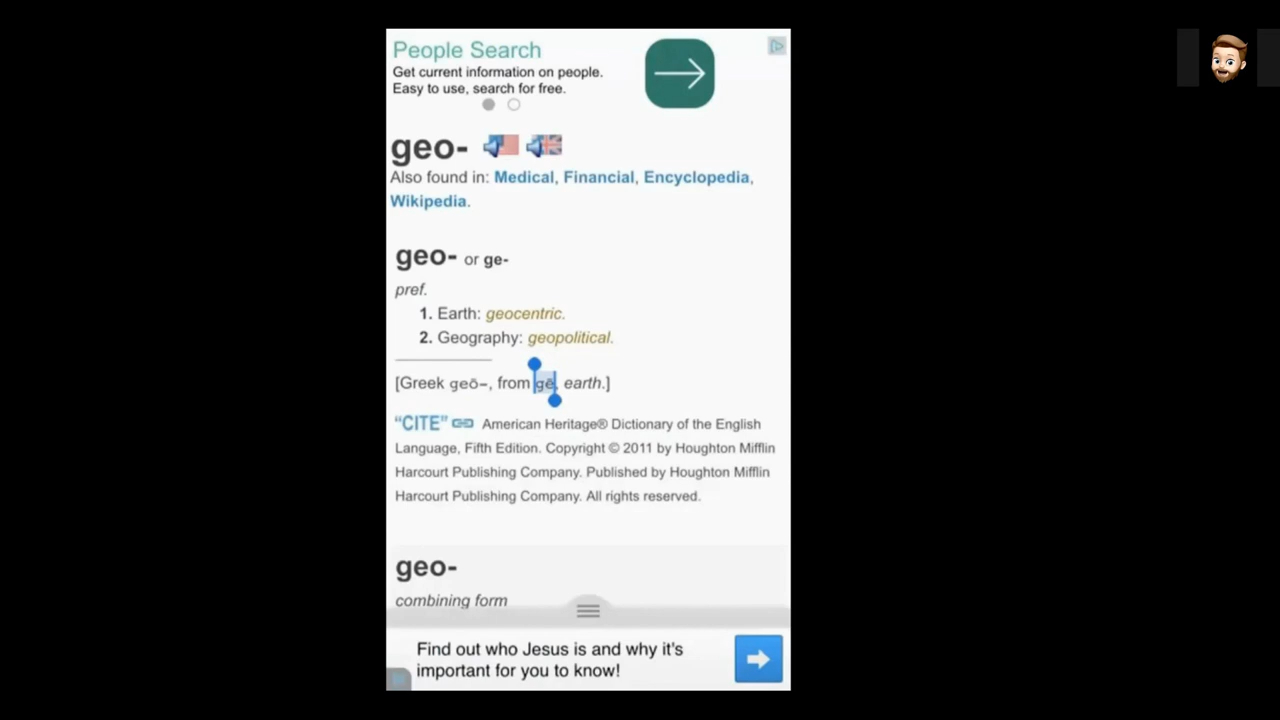 People Search
Get current information on people.
Easy to use, search for free.
geo-
Also found in: Medical, Financial, Encyclopedia,
Wikipedia.
geo- or ge-
pref.
1. Earth: geocentric.
2. Geography: geopolitical.
[Greek geō-, from gē, earth.]
"CITE" American Heritage® Dictionary of the English
Language, Fifth Edition. Copyright © 2011 by Houghton Mifflin
Harcourt Publishing Company. Published by Houghton Mifflin
Harcourt Publishing Company. All rights reserved.
geo-
combining form
Find out who Jesus is and why it's
important for you to know!